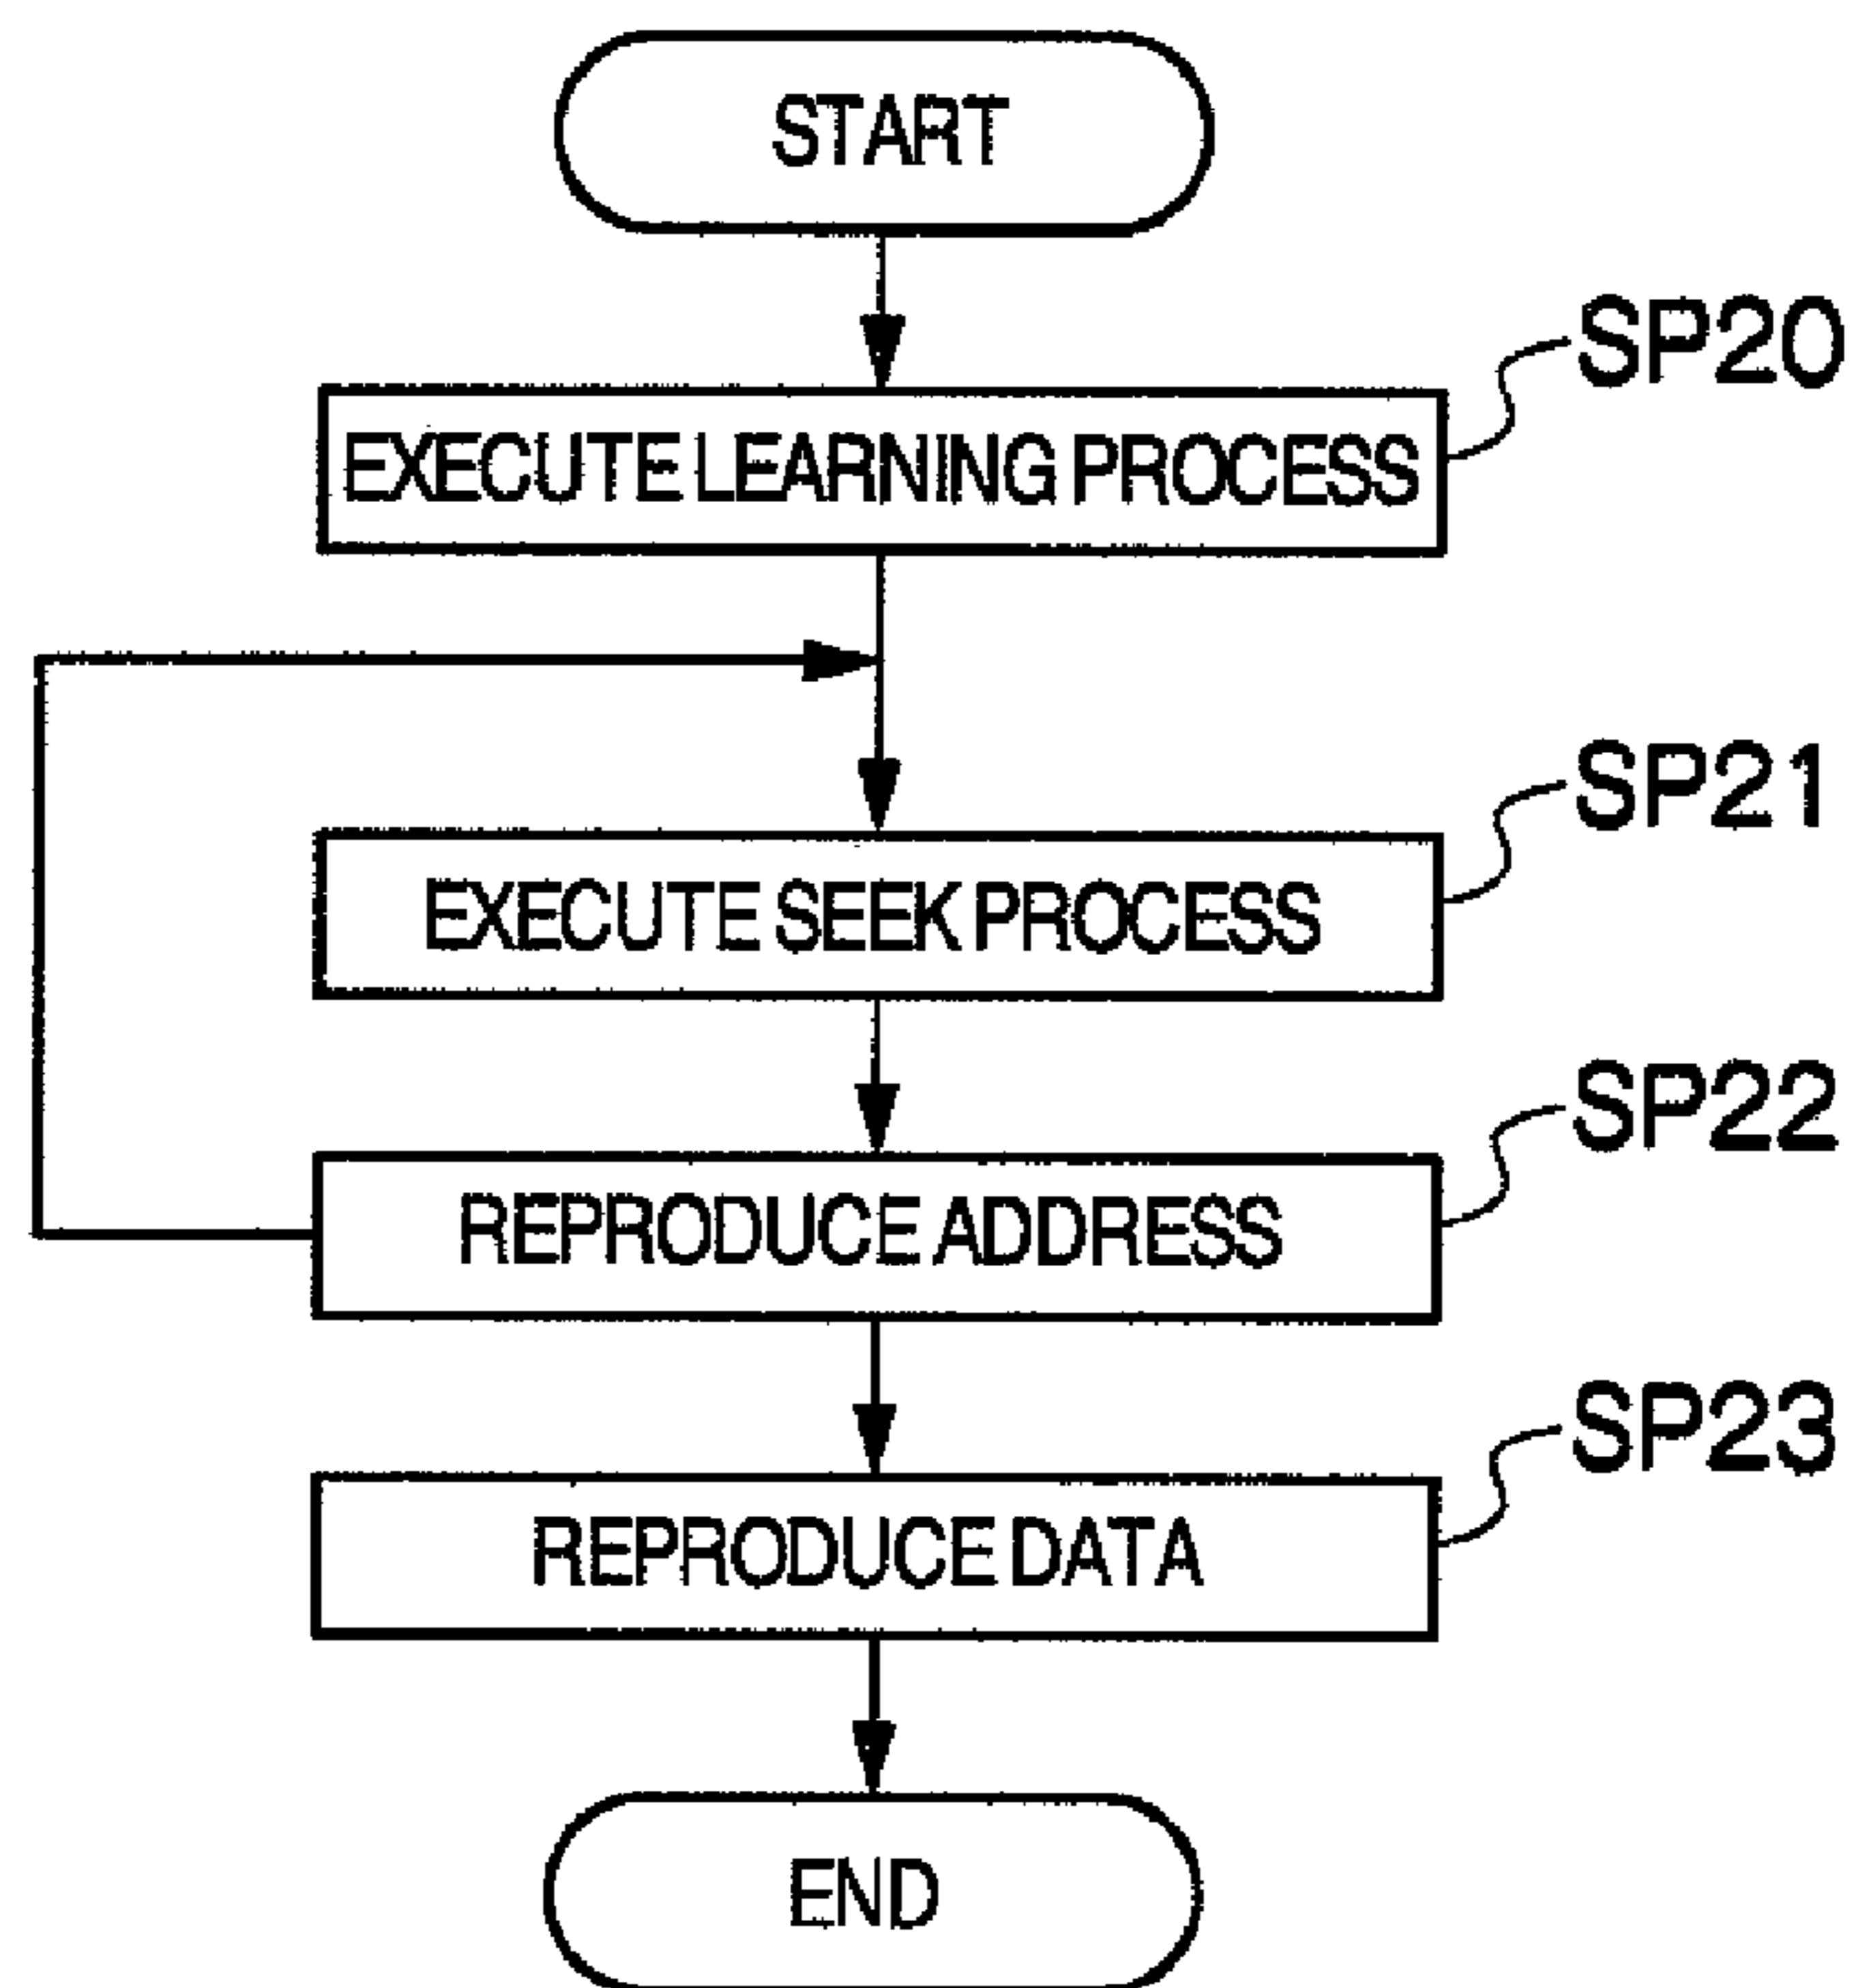 START
SP20
EXECUTE LEARNING PROCESS
SP21
EXECUTE SEEK PROCESS
SP22
REPRODUCE ADDRESS
SP23
REPRODUCE DATA
END